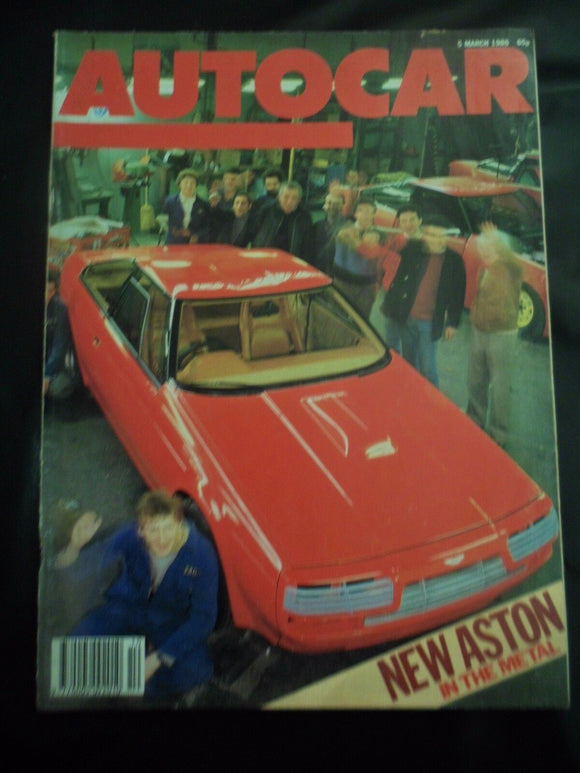 5 MARCH 1986 65p
AUTOCAR
NEW ASTON
IN THE METAL